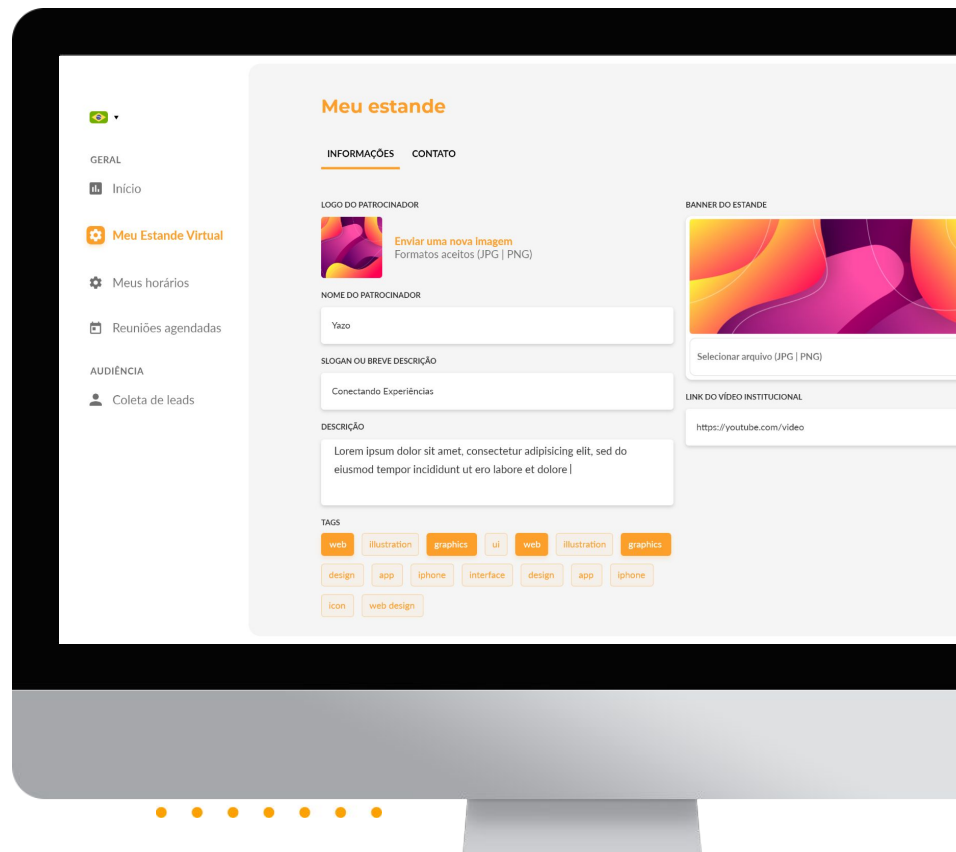 GERAL
Início
Meu Estande Virtual
Meus horários
Reuniões agendadas
AUDIÊNCIA
Coleta de leads
Meu estande
INFORMAÇÕES CONTATO
LOGO DO PATROCINADOR
Enviar uma nova imagem
Formatos aceitos (JPG | PNG)
NOME DO PATROCINADOR
Yazo
SLOGAN OU BREVE DESCRIÇÃO
Conectando Experiências
DESCRIÇÃO
Lorem ipsum dolor sit amet, consectetur adipisicing elit, sed do
eiusmod tempor incididunt ut ero labore et dolore
TAGS
web illustration graphics ui web illustration graphics
design app iphone interface design app iphone
icon web design
BANNER DO ESTANDE
Selecionar arquivo (JPG | PNG)
LINK DO VÍDEO INSTITUCIONAL
https://youtube.com/video